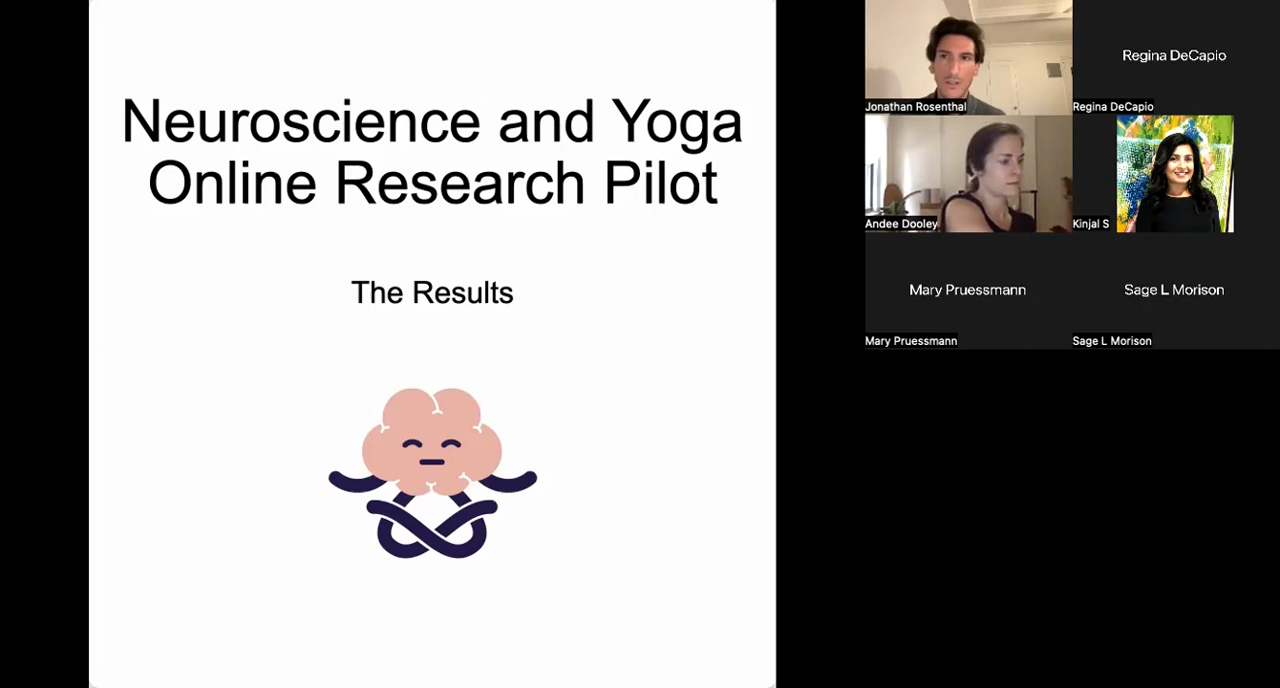 Neuroscience and Yoga
Online Research Pilot
The Results
Jonathan Rosenthal
Regina DeCapio
Regina DeCapio
Andee Dooley
Kinjal S
Mary Pruessmann
Mary Pruessmann
Sage L Morison
Sage L Morison